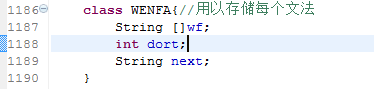 1186 class WENFA{//用以存储每个文法
1187 String []wf;
1188 int dort;
1189 String next;
1190 }